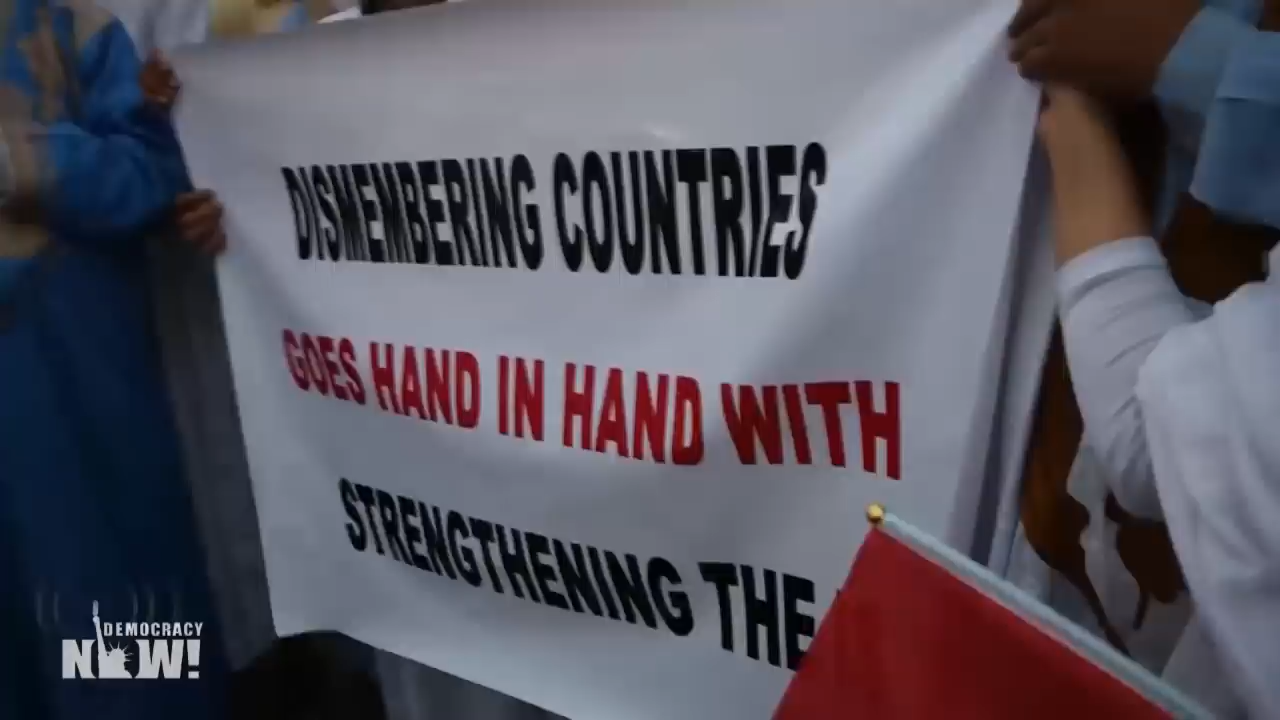 DISMEMBERING COUNTRIES
GOES HAND IN HAND WITH
STRENGTHENING THE
DEMOCRACY
NOW!